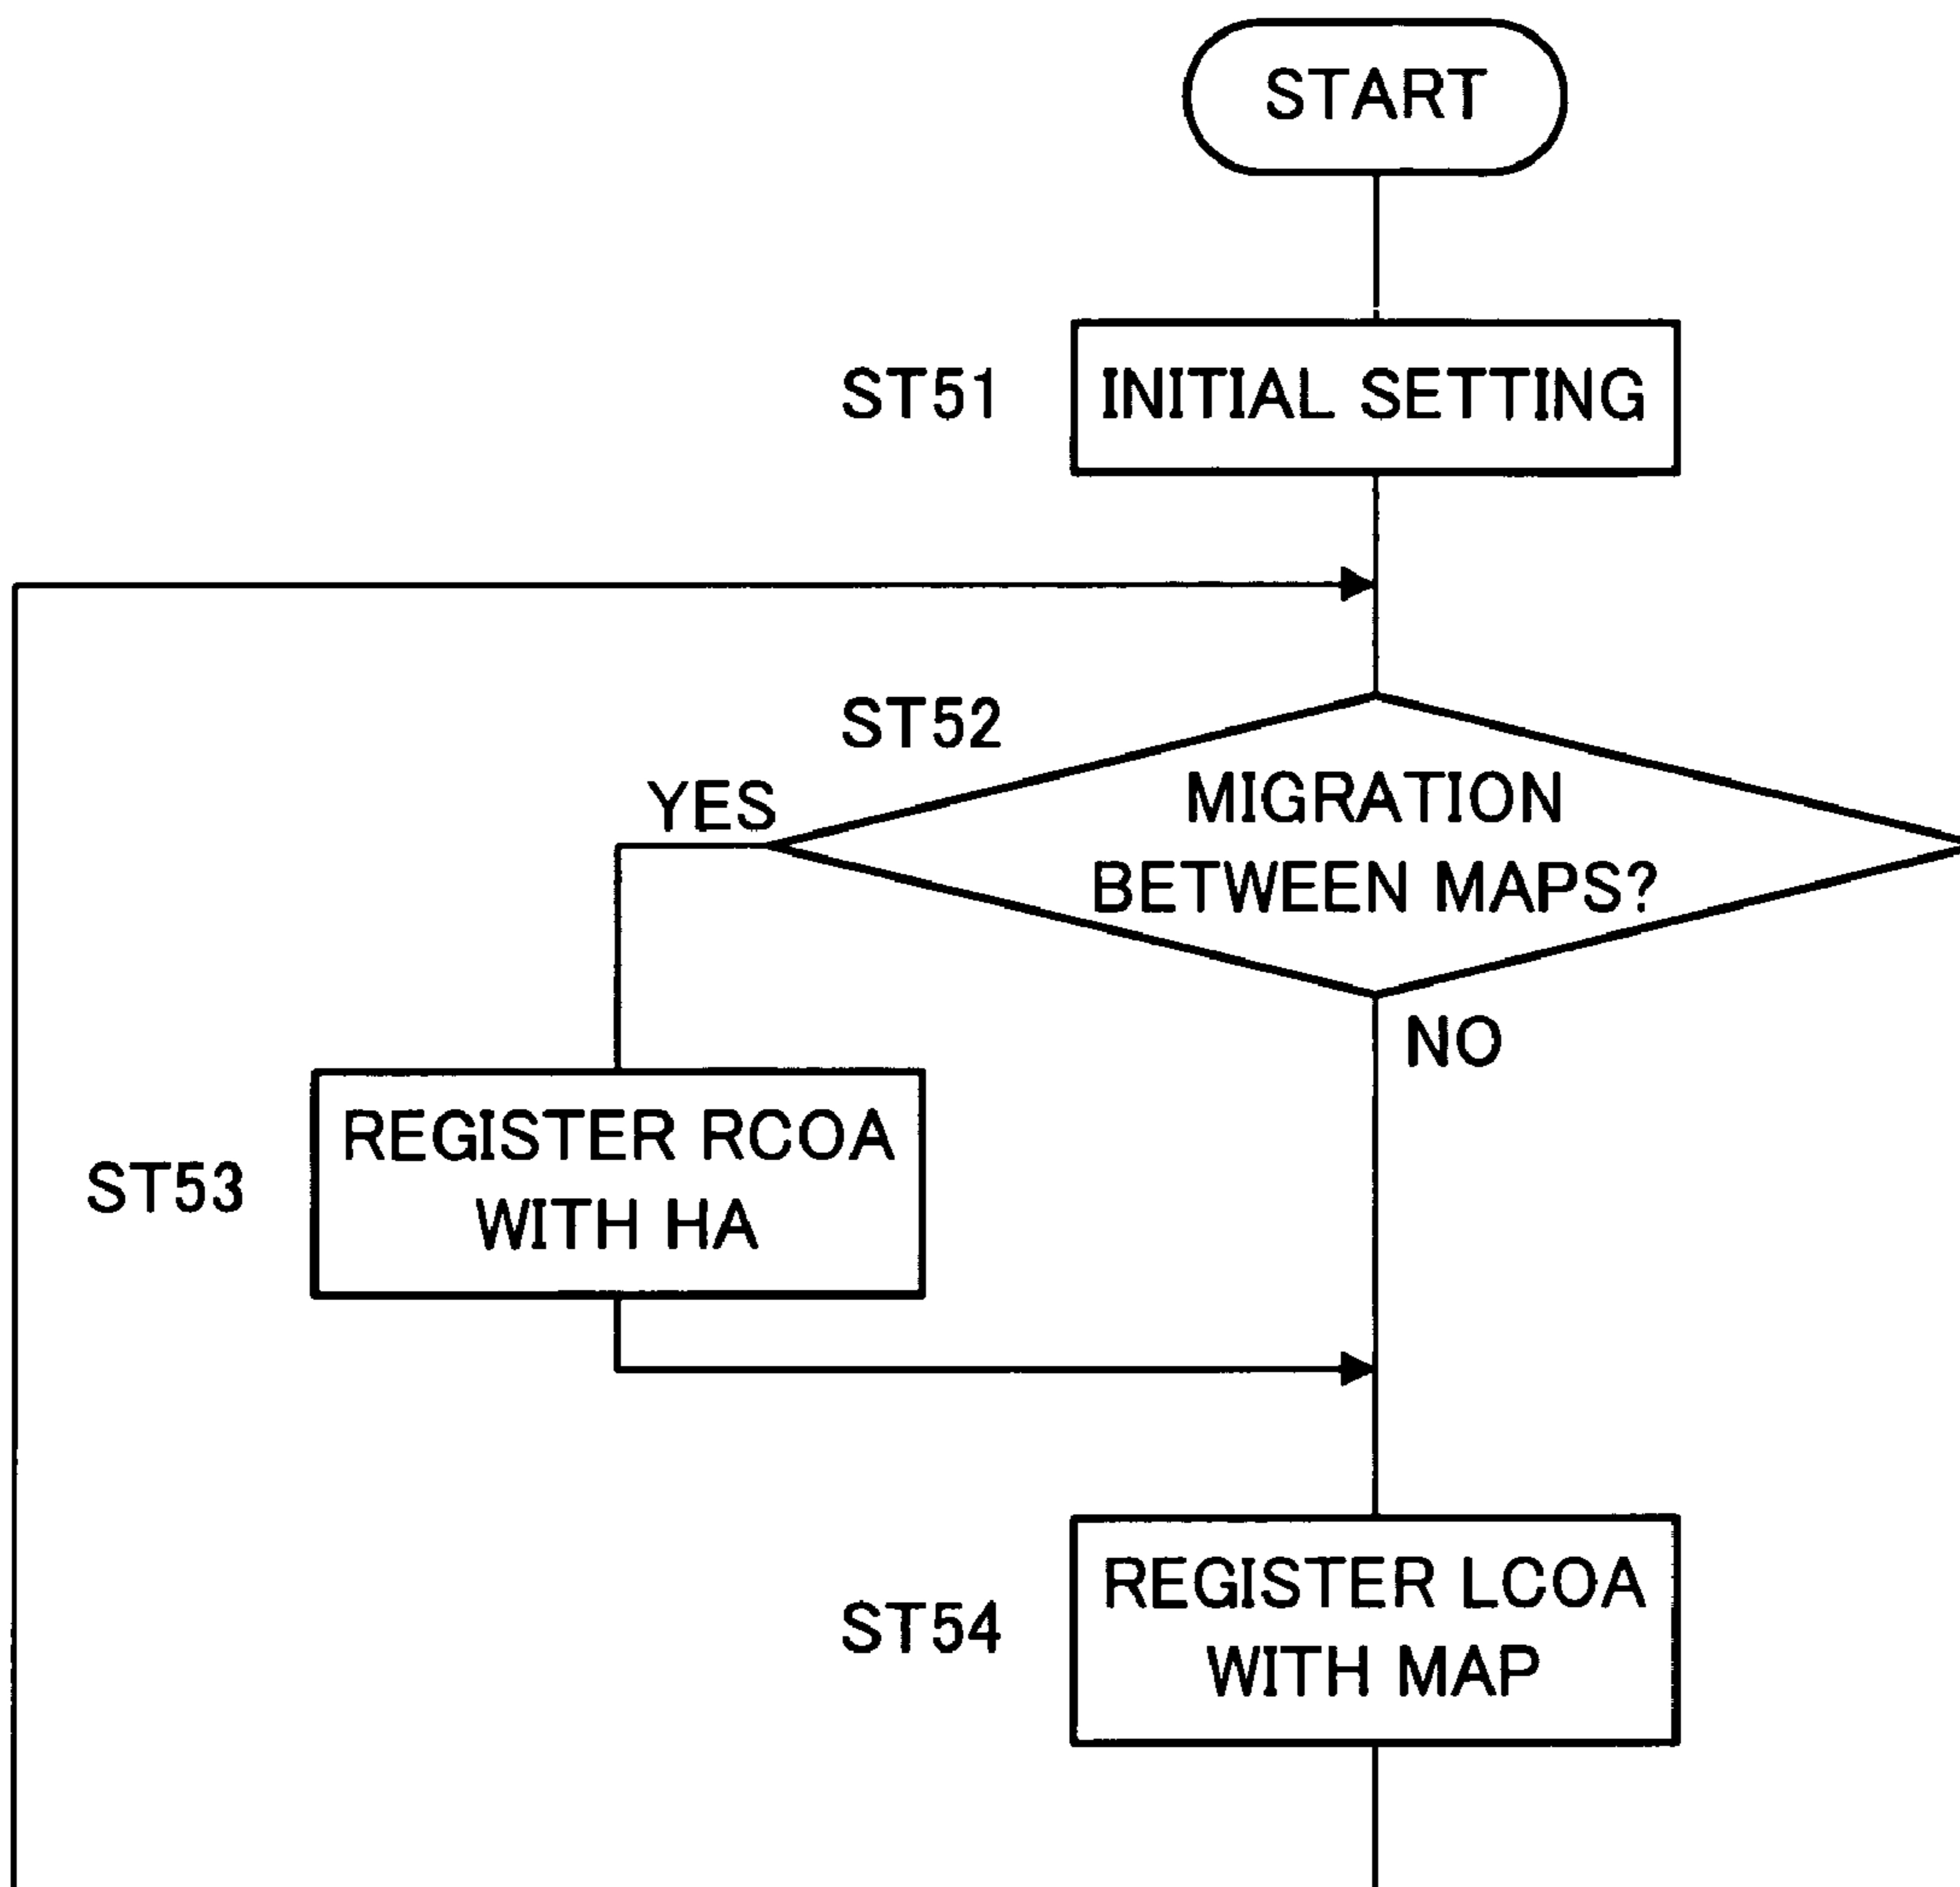 START
ST51
INITIAL SETTING
ST52
YES
MIGRATION
BETWEEN MAPS?
NO
ST53
REGISTER RCOA
WITH HA
ST54
REGISTER LCOA
WITH MAP